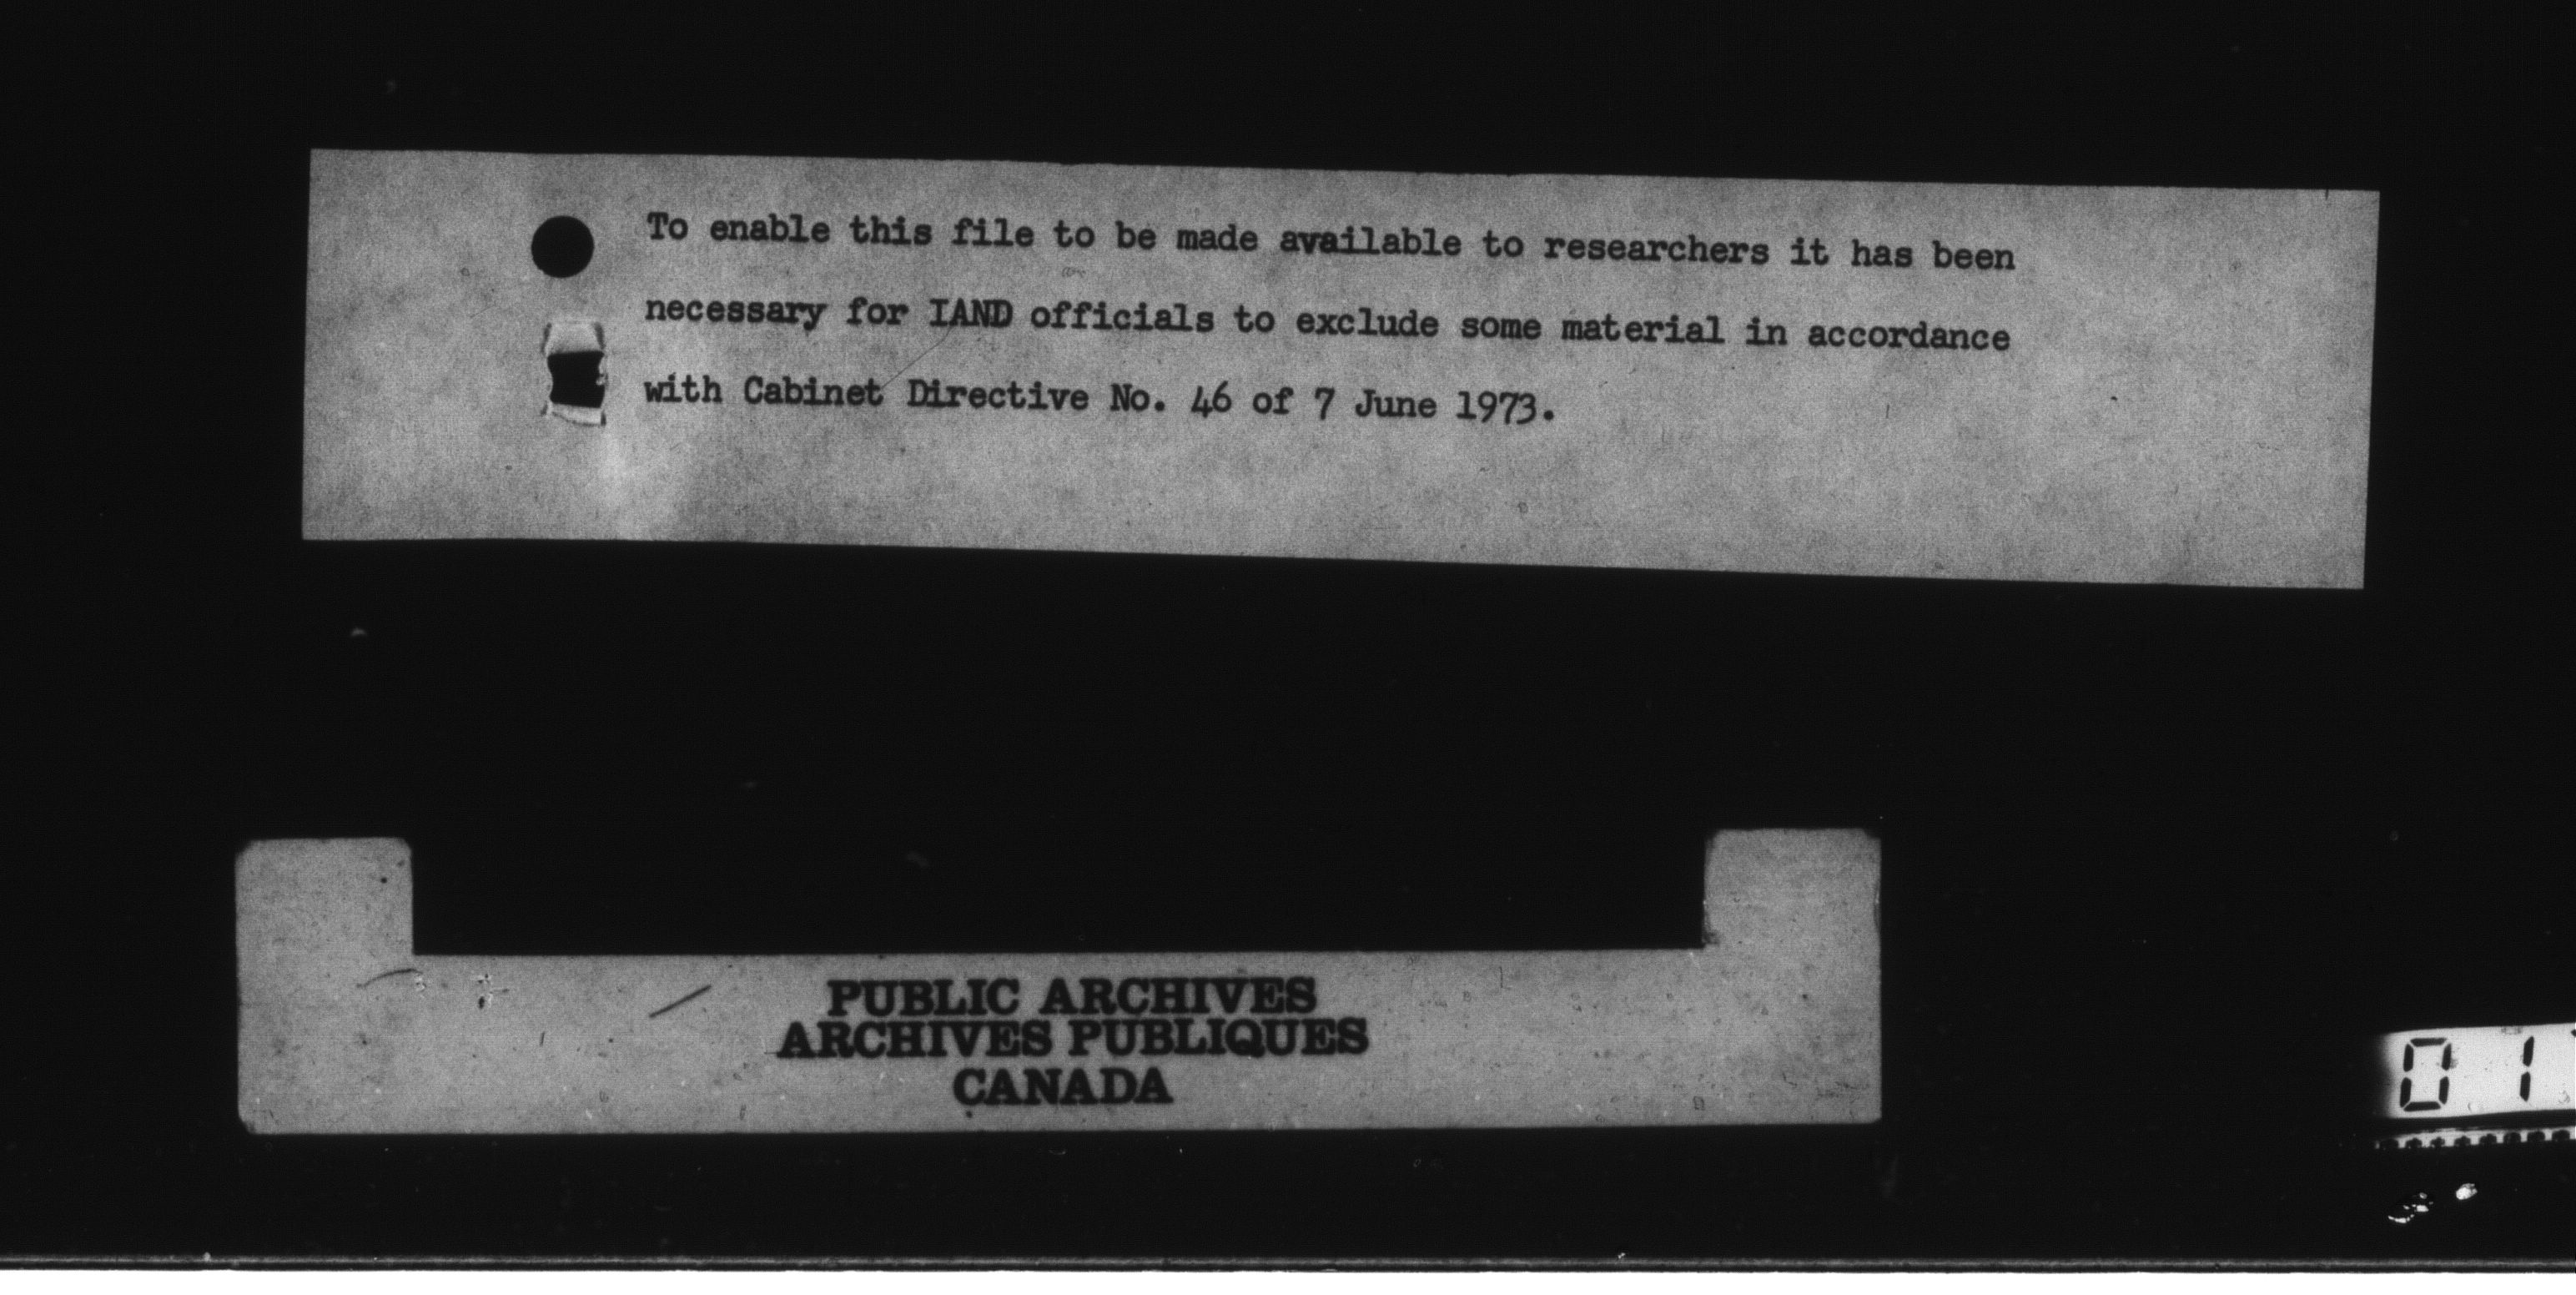 To enable this file to be made available to researchers it has been
necessary for IAND officials to exclude some material in accordance
with Cabinet Directive No. 46 of 7 June 1973.
PUBLIC ARCHIVES
ARCHIVES PUBLIQUES
CANADA
01